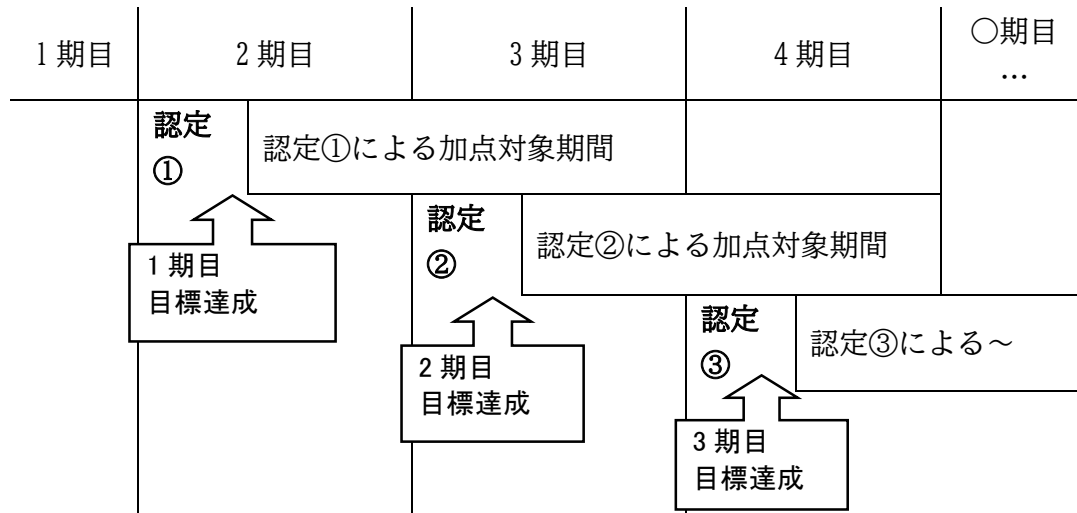 1期目
2期目
3期目
4期目
○期目
…
認定
①
認定①による加点対象期間
1期目
目標達成
認定
②
認定②による加点対象期間
2期目
目標達成
認定
③
認定③による～
3期目
目標達成